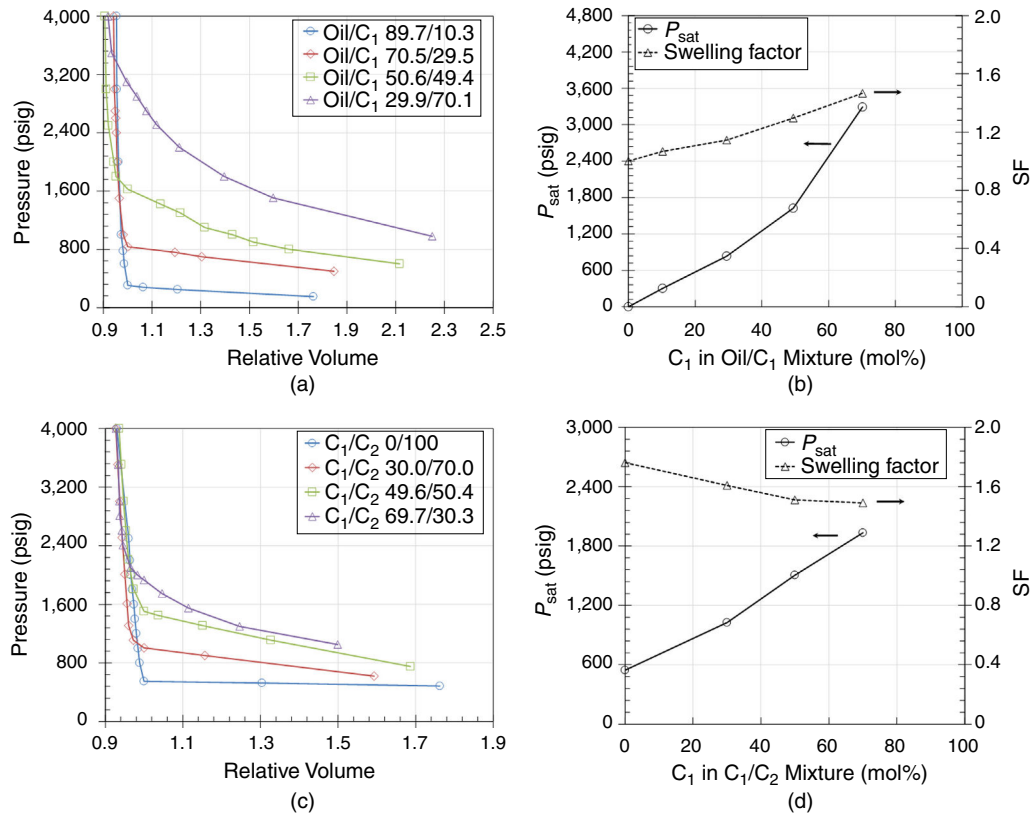 4,000
3,200
2,400
1,600
800
0
Pressure (psig)
Oil/C1 89.7/10.3
Oil/C1 70.5/29.5
Oil/C1 50.6/49.4
Oil/C1 29.9/70.1
0.9 1.1 1.3 1.5 1.7 1.9 2.1 2.3 2.5
Relative Volume
(a)
4,800
4,200
3,600
3,000
2,400
1,800
1,200
600
0
Psat (psig)
Psat
Swelling factor
2.0
1.6
1.2
0.8
0.4
0
SF
0 20 40 60 80 100
C1 in Oil/C1 Mixture (mol%)
(b)
4,000
3,200
2,400
1,600
800
0
Pressure (psig)
C1/C2 0/100
C1/C2 30.0/70.0
C1/C2 49.6/50.4
C1/C2 69.7/30.3
0.9 1.1 1.3 1.5 1.7 1.9
Relative Volume
(c)
3,000
2,400
1,800
1,200
600
0
Psat (psig)
Psat
Swelling factor
2.0
1.6
1.2
0.8
0.4
0
SF
0 20 40 60 80 100
C1 in C1/C2 Mixture (mol%)
(d)